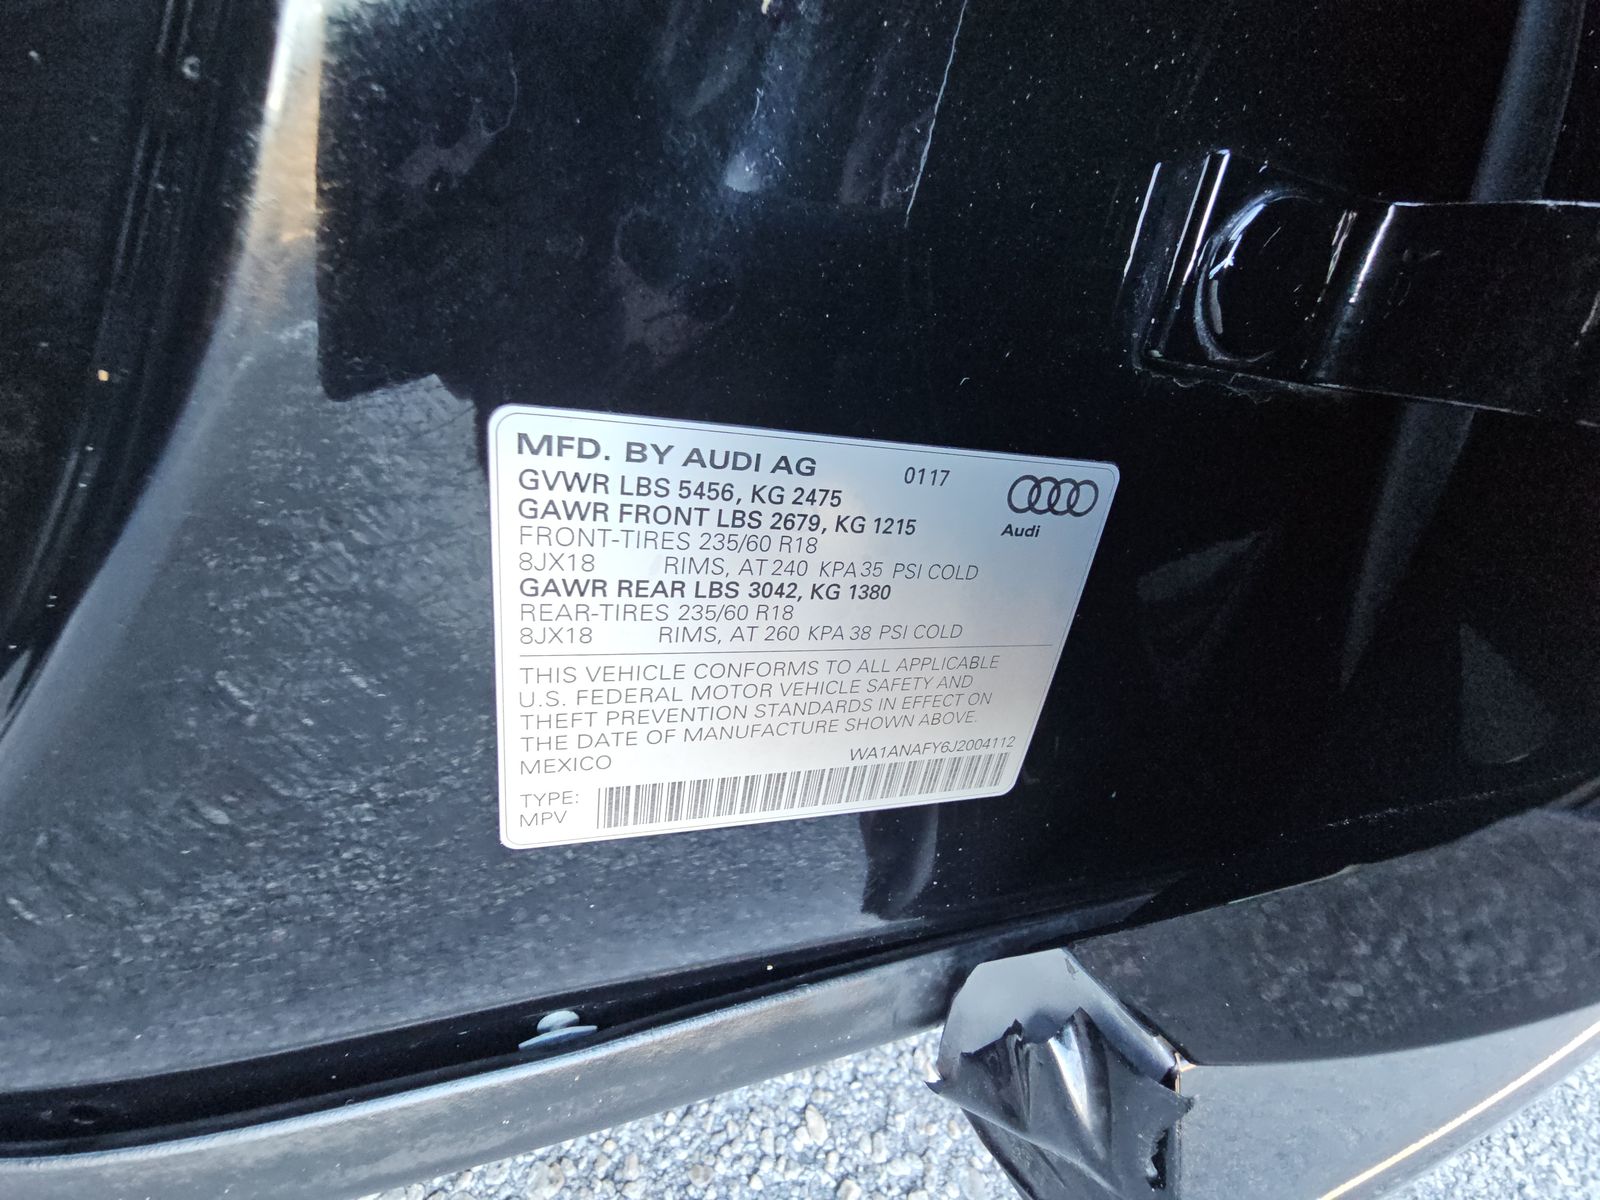 MFD. BY AUDI AG 0117
GVWR LBS 5456, KG 2475
GAWR FRONT LBS 2679, KG 1215
Audi
FRONT-TIRES 235/60 R18
8JX18 RIMS, AT 240 KPA 35 PSI COLD
GAWR REAR LBS 3042, KG 1380
REAR-TIRES 235/60 R18
8JX18 RIMS, AT 260 KPA 38 PSI COLD
THIS VEHICLE CONFORMS TO ALL APPLICABLE
U.S. FEDERAL MOTOR VEHICLE SAFETY AND
THEFT PREVENTION STANDARDS IN EFFECT ON
THE DATE OF MANUFACTURE SHOWN ABOVE.
MEXICO WA1ANAFY6J2004112
TYPE:
MPV